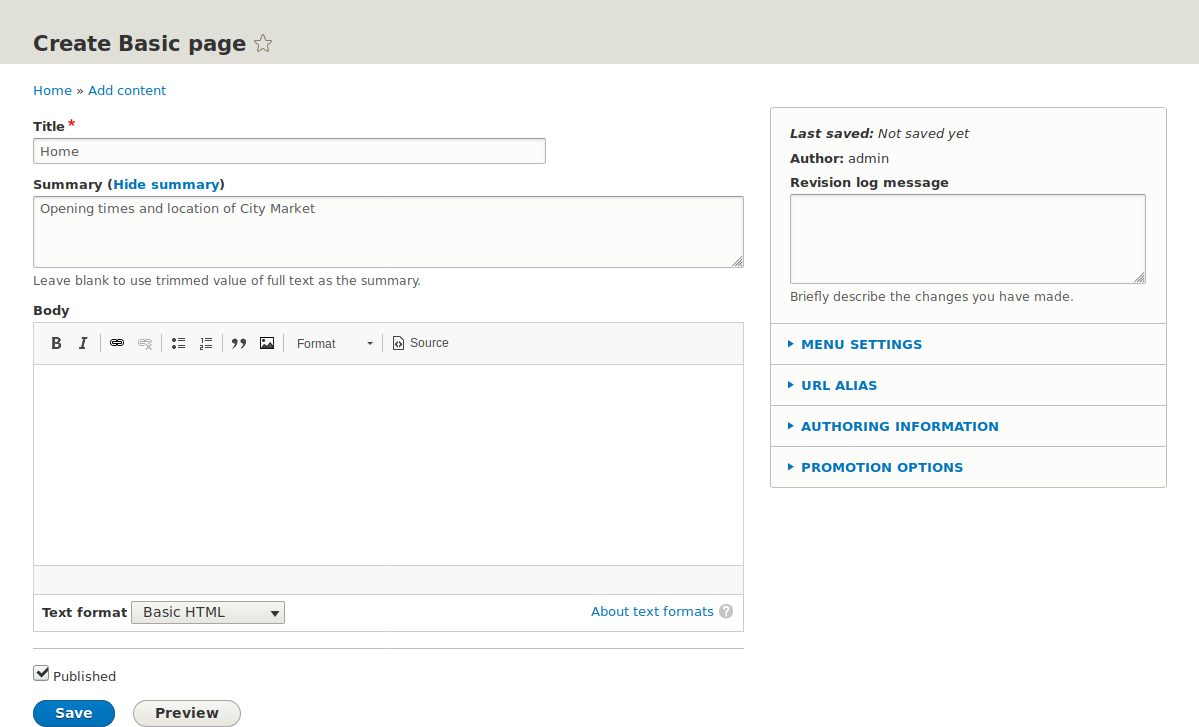 Create Basic page
Home » Add content
Title *
Home
Summary (Hide summary)
Opening times and location of City Market
Leave blank to use trimmed value of full text as the summary.
Body
B I Format Source
Text format Basic HTML About text formats ?
Published
Save Preview
Last saved: Not saved yet
Author: admin
Revision log message
Briefly describe the changes you have made.
MENU SETTINGS
URL ALIAS
AUTHORING INFORMATION
PROMOTION OPTIONS